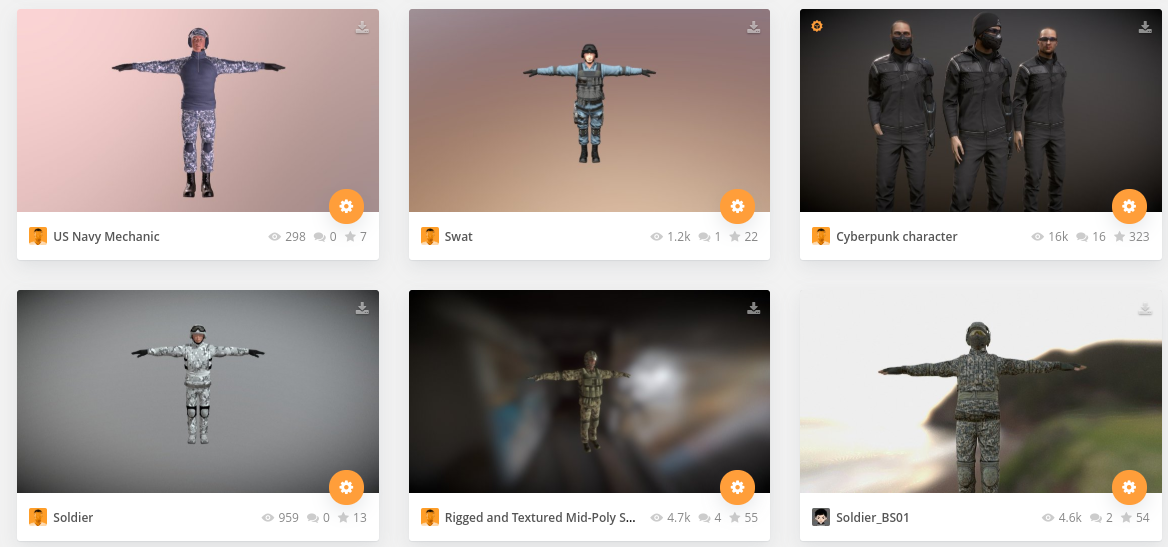 US Navy Mechanic 298 0 7
Swat 1.2k 1 22
Cyberpunk character 16k 16 323
Soldier 959 0 13
Rigged and Textured Mid-Poly S... 4.7k 4 55
Soldier_BS01 4.6k 2 54